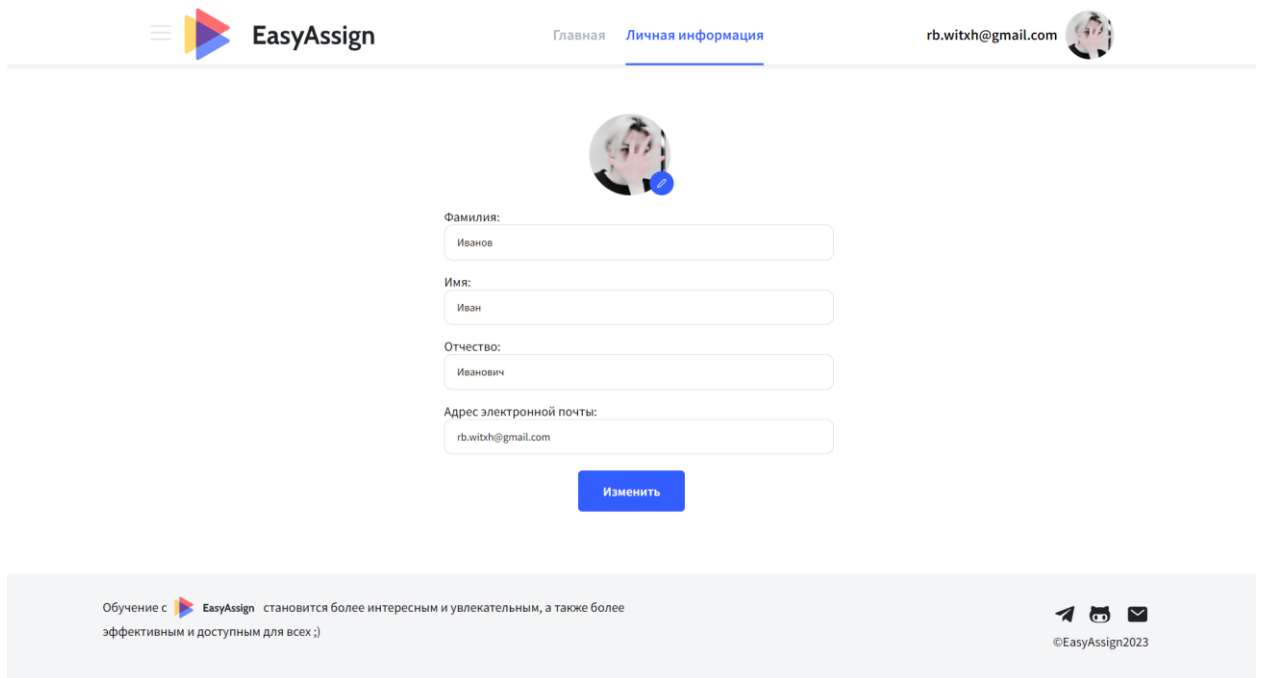 EasyAssign
Главная Личная информация
rb.witxh@gmail.com
Фамилия:
Иванов
Имя:
Иван
Отчество:
Иванович
Адрес электронной почты:
rb.witxh@gmail.com
Изменить
Обучение с EasyAssign становится более интересным и увлекательным, а также более
эффективным и доступным для всех ;)
©EasyAssign2023